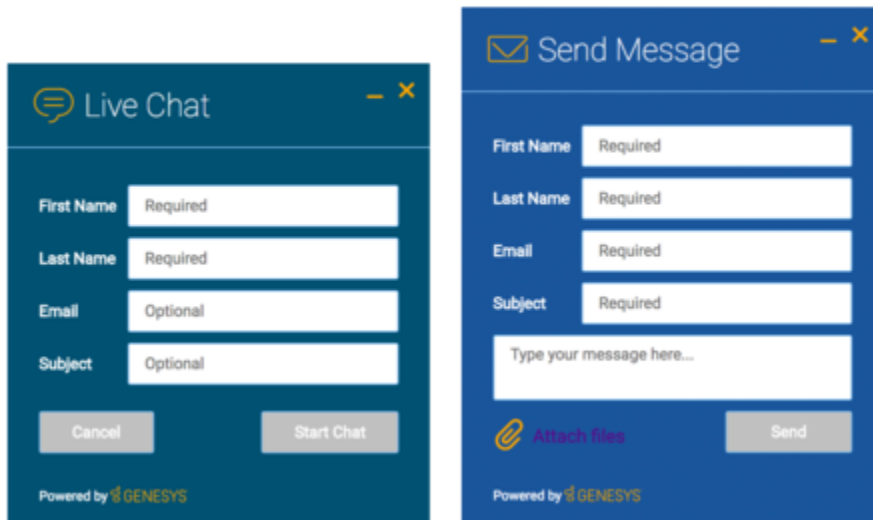 Live Chat
First Name Required
Last Name Required
Email Optional
Subject Optional
Cancel Start Chat
Powered by GENESYS
Send Message
First Name Required
Last Name Required
Email Required
Subject Required
Type your message here...
Attach files Send
Powered by GENESYS